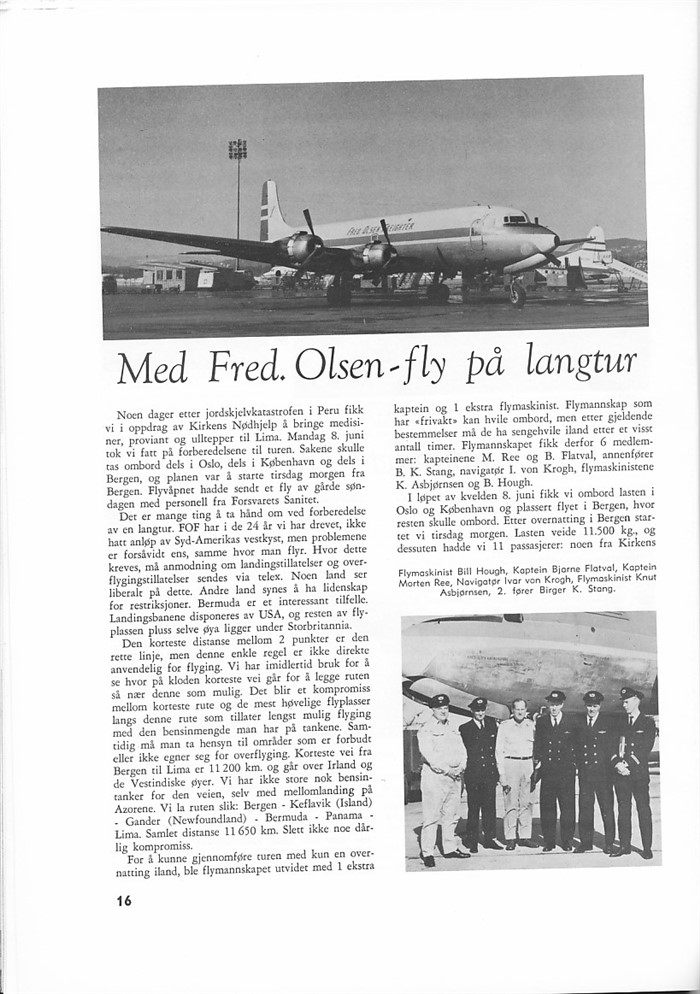 FRED. OLSEN FREIGHTER
Med Fred. Olsen-fly på langtur
Noen dager etter jordskjelvkatastrofen i Peru fikk
vi i oppdrag av Kirkens Nødhjelp å bringe medisi-
ner, proviant og ulltepper til Lima. Mandag 8. juni
tok vi fatt på forberedelsene til turen. Sakene skulle
tas ombord dels i Oslo, dels i København og dels i
Bergen, og planen var å starte tirsdag morgen fra
Bergen. Flyvåpnet hadde sendt et fly av gårde søn-
dagen med personell fra Forsvarets Sanitet.
Det er mange ting å ta hånd om ved forberedelse
av en langtur. FOF har i de 24 år vi har drevet, ikke
hatt anløp av Syd-Amerikas vestkyst, men problemene
er forsåvidt ens, samme hvor man flyr. Hvor dette
kreves, må anmodning om landingstillatelser og over-
flygingstillatelser sendes via telex. Noen land ser
liberalt på dette. Andre land synes å ha lidenskap
for restriksjoner. Bermuda er et interessant tilfelle.
Landingsbanene disponeres av USA, og resten av fly-
plassen pluss selve øya ligger under Storbritannia.
Den korteste distanse mellom 2 punkter er den
rette linje, men denne enkle regel er ikke direkte
anvendelig for flyging. Vi har imidlertid bruk for å
se hvor på kloden korteste vei går for å legge ruten
så nær denne som mulig. Det blir et kompromiss
mellom korteste rute og de mest høvelige flyplasser
langs denne rute som tillater lengst mulig flyging
med den bensinmengde man har på tankene. Sam-
tidig må man ta hensyn til områder som er forbudt
eller ikke egner seg for overflyging. Korteste vei fra
Bergen til Lima er 11 200 km. og går over Irland og
de Vestindiske øyer. Vi har ikke store nok bensin-
tanker for den veien, selv med mellomlanding på
Azorene. Vi la ruten slik: Bergen - Keflavik (Island)
- Gander (Newfoundland) - Bermuda - Panama -
Lima. Samlet distanse 11 650 km. Slett ikke noe dår-
lig kompromiss.
For å kunne gjennomføre turen med kun en over-
natting iland, ble flymannskapet utvidet med 1 ekstra
kaptein og 1 ekstra flymaskinist. Flymannskap som
har «frivakt» kan hvile ombord, men etter gjeldende
bestemmelser må de ha sengehvile iland etter et visst
antall timer. Flymannskapet fikk derfor 6 medlem-
mer: kapteinene M. Ree og B. Flatval, annenfører
B. K. Stang, navigatør I. von Krogh, flymaskinistene
K. Asbjørnsen og B. Hough.
I løpet av kvelden 8. juni fikk vi ombord lasten i
Oslo og København og plassert flyet i Bergen, hvor
resten skulle ombord. Etter overnatting i Bergen star-
tet vi tirsdag morgen. Lasten veide 11.500 kg., og
dessuten hadde vi 11 passasjerer: noen fra Kirkens
Flymaskinist Bill Hough, Kaptein Bjarne Flatval, Kaptein
Morten Ree, Navigatør Ivar von Krogh, Flymaskinist Knut
Asbjørnsen, 2. fører Birger K. Stang.
16